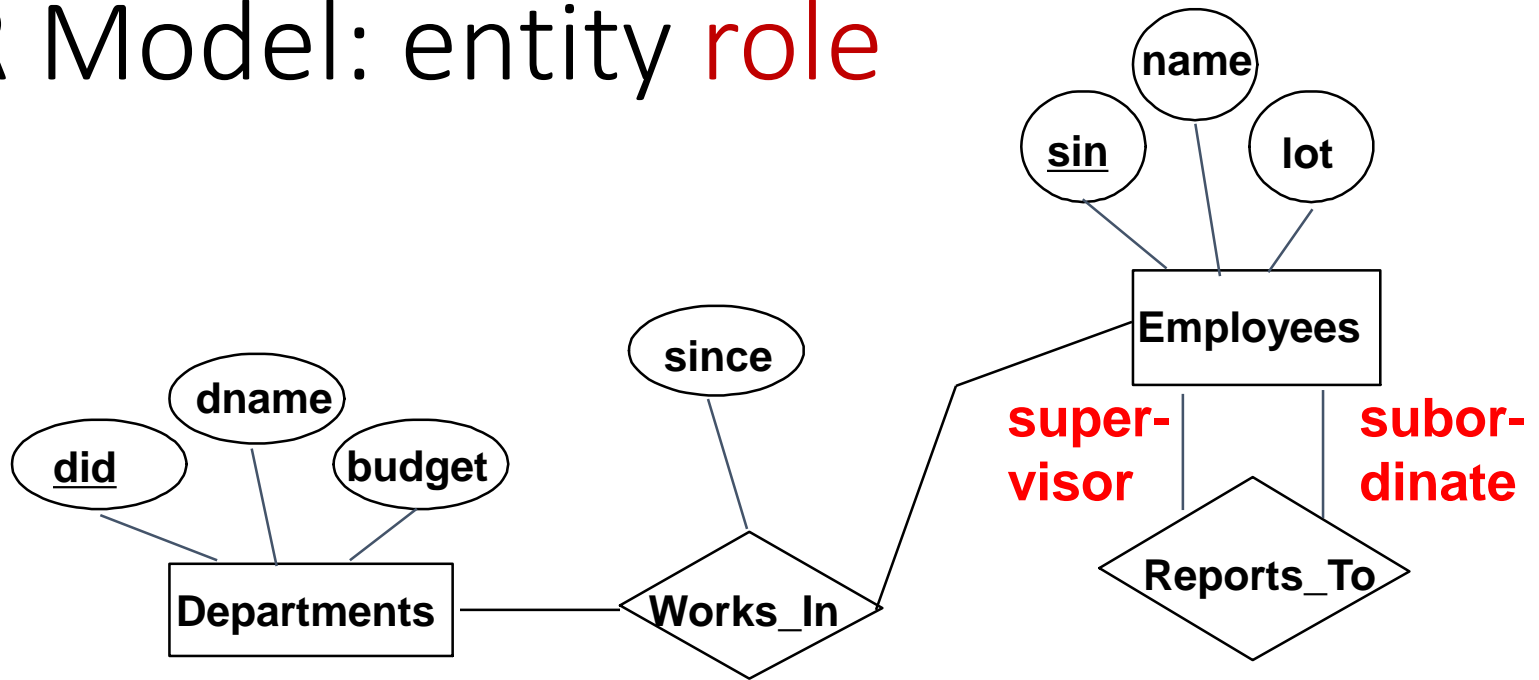 R Model: entity role
name
sin
lot
Employees
since
dname
did
budget
super-
visor
subor-
dinate
Reports_To
Departments
Works_In